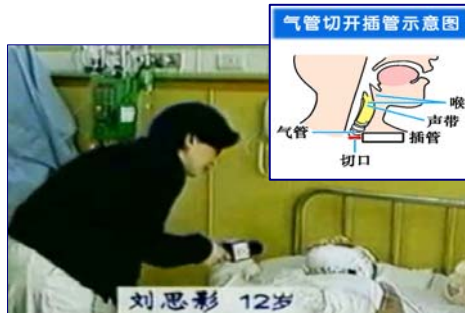 气管切开插管示意图
喉
声带
气管
插管
切口
刘思影 12岁